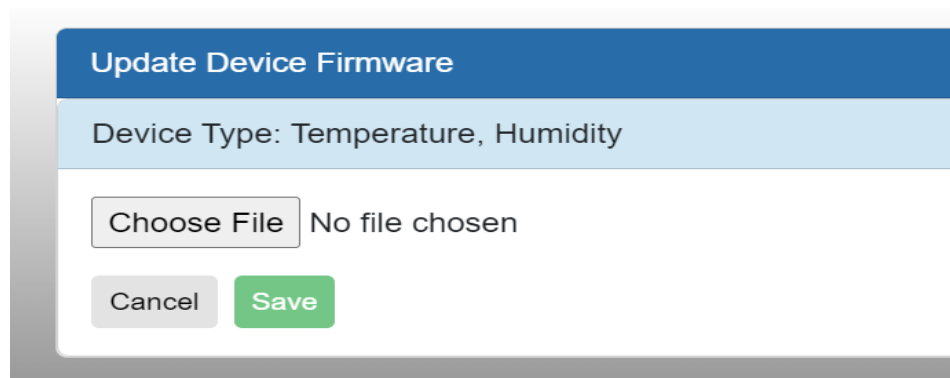 Update Device Firmware
Device Type: Temperature, Humidity
Choose File No file chosen
Cancel Save